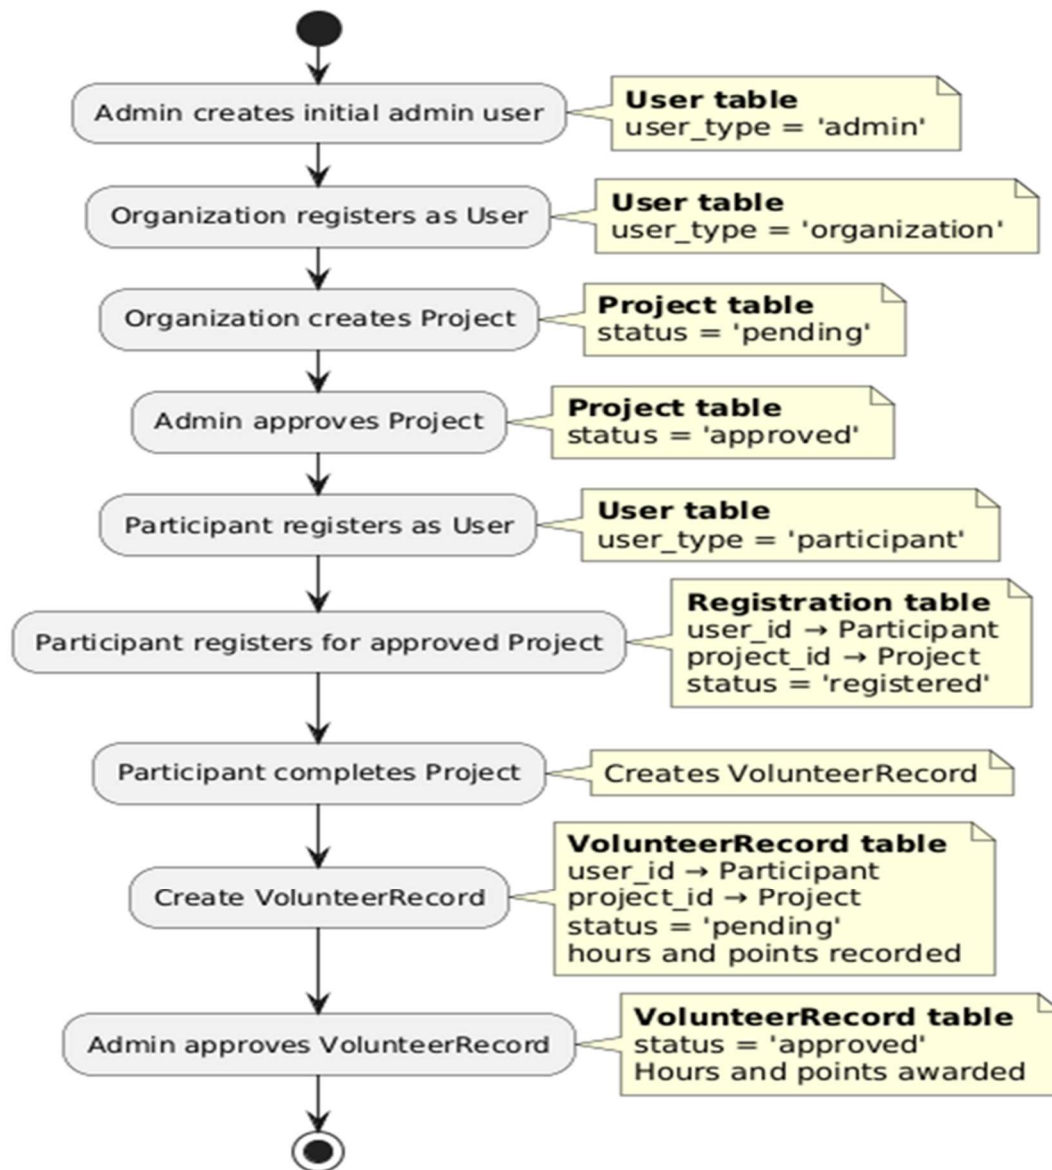 Admin creates initial admin user
User table
user_type = 'admin'
Organization registers as User
User table
user_type = 'organization'
Organization creates Project
Project table
status = 'pending'
Admin approves Project
Project table
status = 'approved'
Participant registers as User
User table
user_type = 'participant'
Participant registers for approved Project
Registration table
user_id → Participant
project_id → Project
status = 'registered'
Participant completes Project
Creates VolunteerRecord
Create VolunteerRecord
VolunteerRecord table
user_id → Participant
project_id → Project
status = 'pending'
hours and points recorded
Admin approves VolunteerRecord
VolunteerRecord table
status = 'approved'
Hours and points awarded